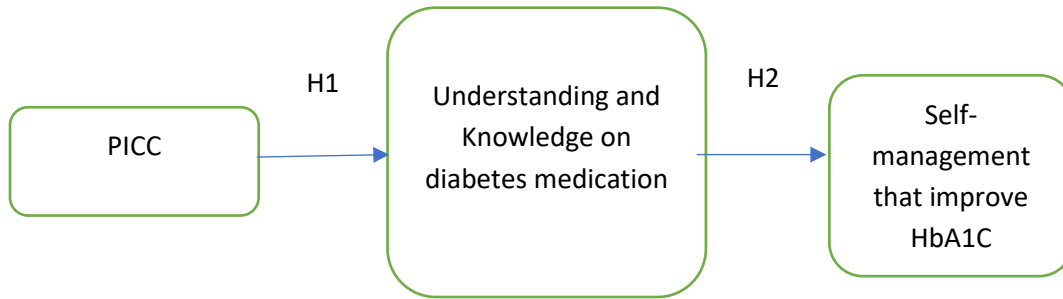 PICC
H1
Understanding and
Knowledge on
diabetes medication
H2
Self-
management
that improve
HbA1C